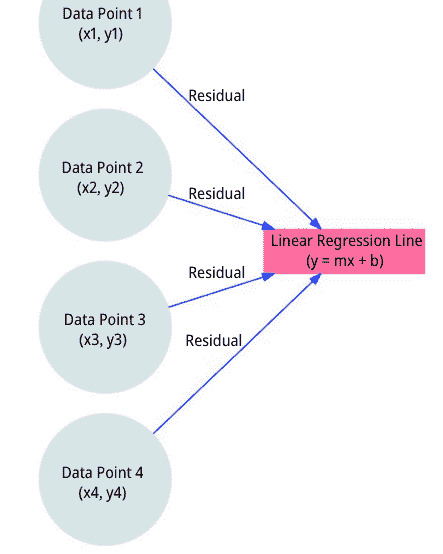 Data Point 1
(x1, y1)
Residual
Data Point 2
(x2, y2)
Residual
Linear Regression Line
(y = mx + b)
Residual
Data Point 3
(x3, y3)
Residual
Data Point 4
(x4, y4)